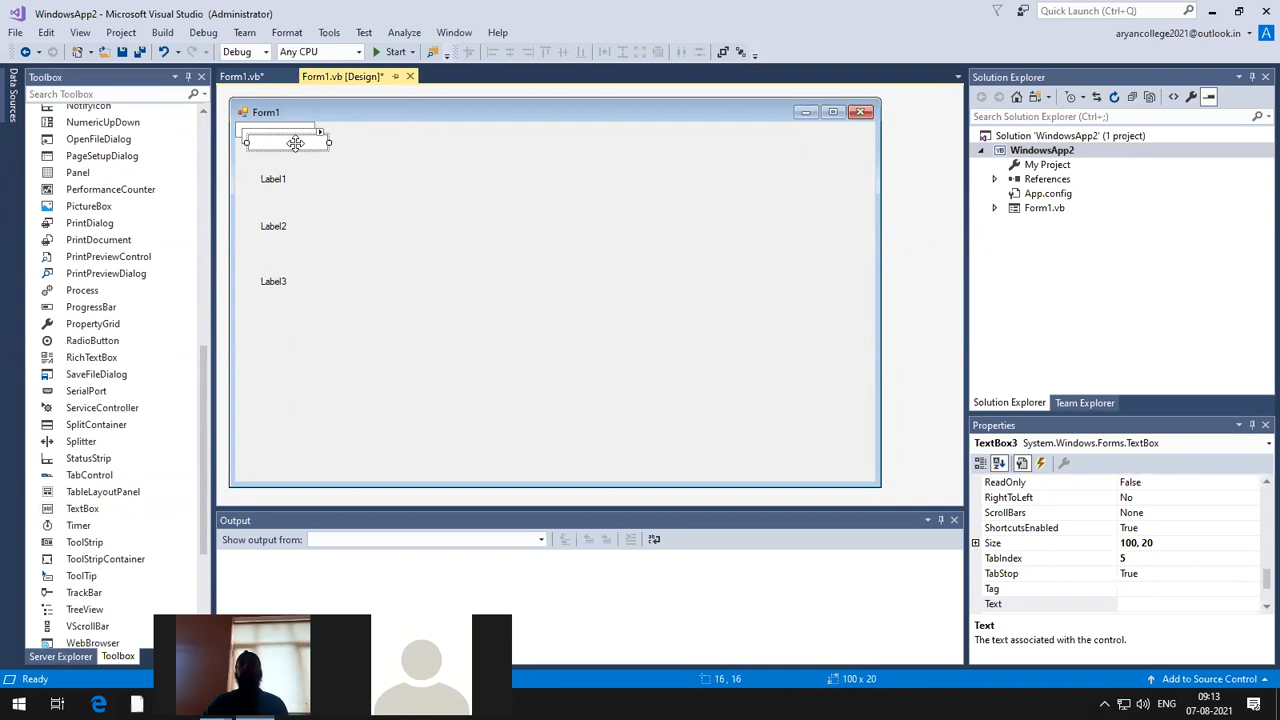 WindowsApp2 - Microsoft Visual Studio (Administrator)
Quick Launch (Ctrl+Q)
File Edit View Project Build Debug Team Format Tools Test Analyze Window Help
aryancollege2021@outlook.in
A
Debug
Any CPU
Start
Data Sources
Toolbox
Search Toolbox
NotifyIcon
NumericUpDown
OpenFileDialog
PageSetupDialog
Panel
PerformanceCounter
PictureBox
PrintDialog
PrintDocument
PrintPreviewControl
PrintPreviewDialog
Process
ProgressBar
PropertyGrid
RadioButton
RichTextBox
SaveFileDialog
SerialPort
ServiceController
SplitContainer
Splitter
StatusStrip
TabControl
TableLayoutPanel
TextBox
Timer
ToolStrip
ToolStripContainer
ToolTip
TrackBar
TreeView
VScrollBar
WebBrowser
Server Explorer Toolbox
Form1.vb* Form1.vb [Design]*
Form1
Label1
Label2
Label3
Output
Show output from:
Solution Explorer
Search Solution Explorer (Ctrl+;)
Solution 'WindowsApp2' (1 project)
VB WindowsApp2
My Project
References
App.config
Form1.vb
Solution Explorer Team Explorer
Properties
TextBox3 System.Windows.Forms.TextBox
ReadOnly False
RightToLeft No
ScrollBars None
ShortcutsEnabled True
Size 100, 20
TabIndex 5
TabStop True
Tag
Text
Text
The text associated with the control.
Ready
16 , 16
100 x 20
Add to Source Control
ENG
09:13
07-08-2021